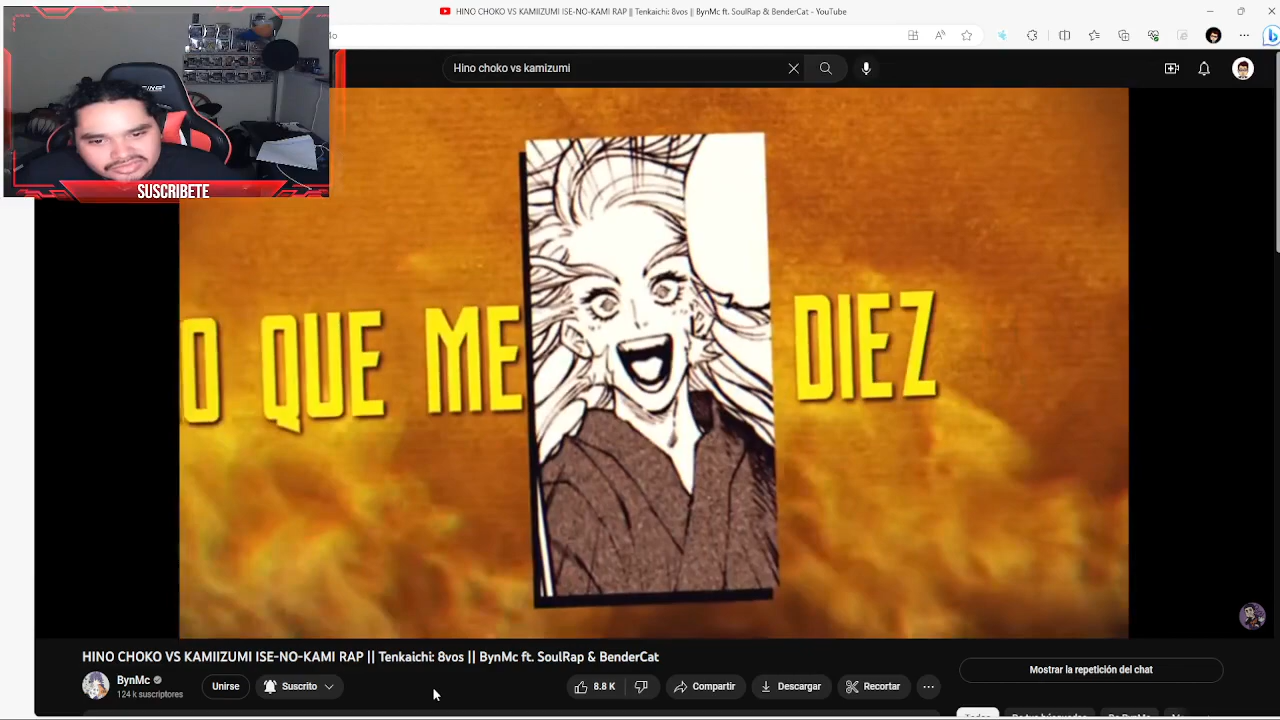 HINO CHOKO VS KAMIIZUMI ISE-NO-KAMI RAP || Tenkaichi: 8vos || BynMc ft. SoulRap & BenderCat - YouTube
Hino choko vs kamizumi
SUSCRIBETE
O QUE ME DIEZ
HINO CHOKO VS KAMIIZUMI ISE-NO-KAMI RAP || Tenkaichi: 8vos || BynMc ft. SoulRap & BenderCat
Mostrar la repetición del chat
BynMc
124 k suscriptores
Unirse
Suscrito
8.8 K
Compartir
Descargar
Recortar